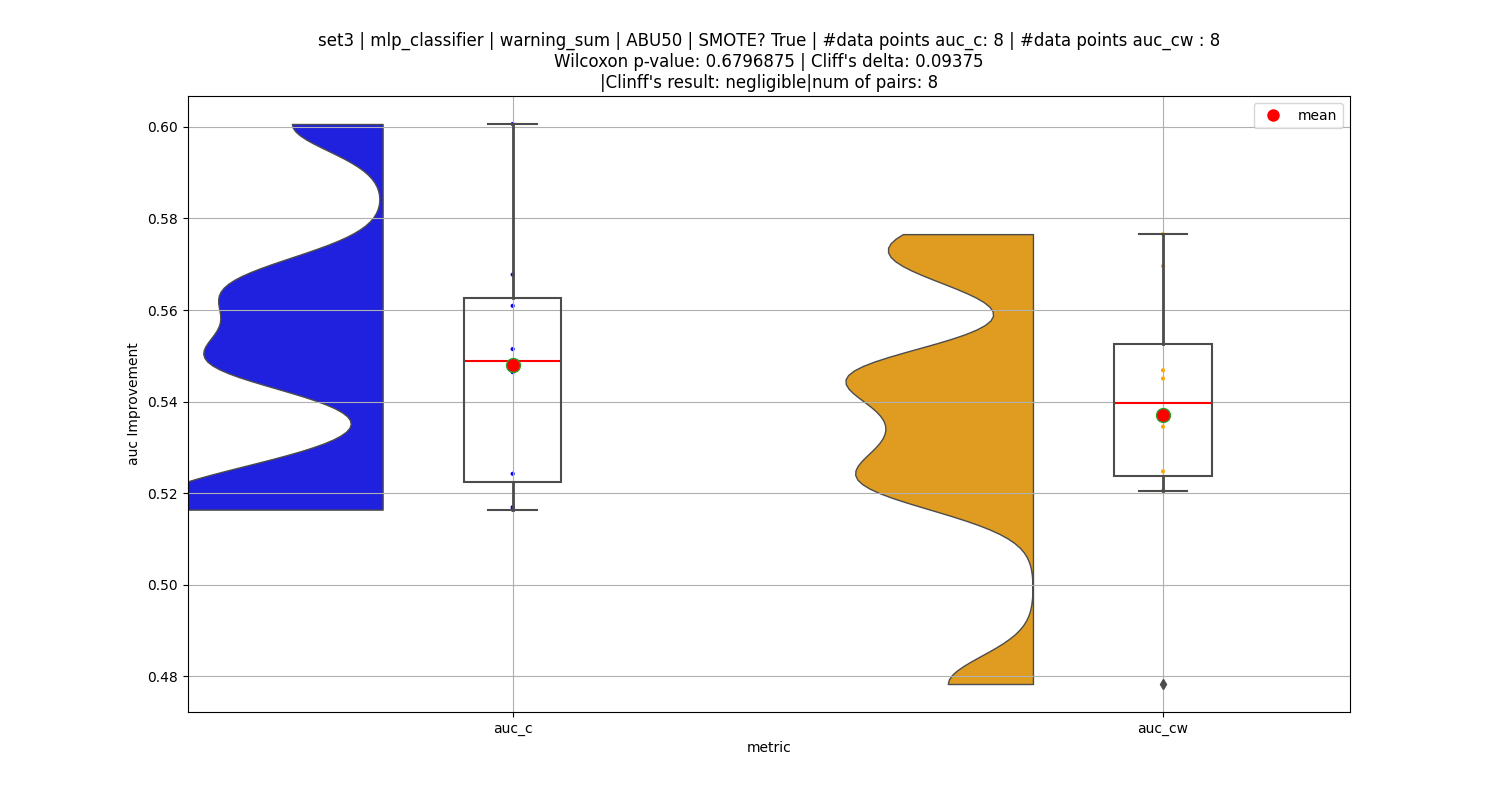 set3 | mlp_classifier | warning_sum | ABU50 | SMOTE? True | #data points auc_c: 8 | #data points auc_cw : 8
Wilcoxon p-value: 0.6796875 | Cliff's delta: 0.09375
|Clinff's result: negligible|num of pairs: 8
mean
0.60
0.58
0.56
0.54
0.52
0.50
0.48
auc Improvement
auc_c
auc_cw
metric